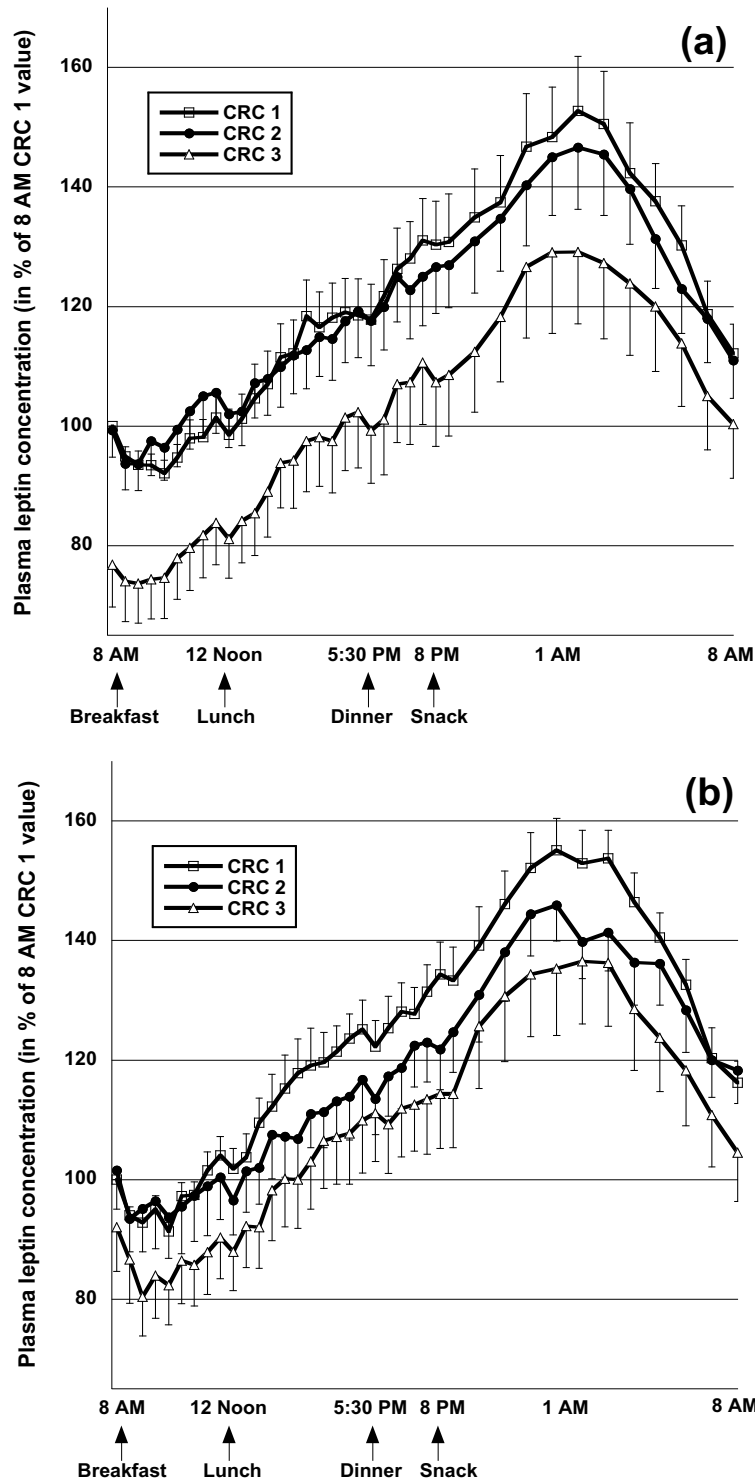 (a)
Plasma leptin concentration (in % of 8 AM CRC 1 value)
160
140
120
100
80
CRC 1
CRC 2
CRC 3
8 AM 12 Noon 5:30 PM 8 PM 1 AM 8 AM
Breakfast Lunch Dinner Snack
(b)
Plasma leptin concentration (in % of 8 AM CRC 1 value)
160
140
120
100
80
CRC 1
CRC 2
CRC 3
8 AM 12 Noon 5:30 PM 8 PM 1 AM 8 AM
Breakfast Lunch Dinner Snack